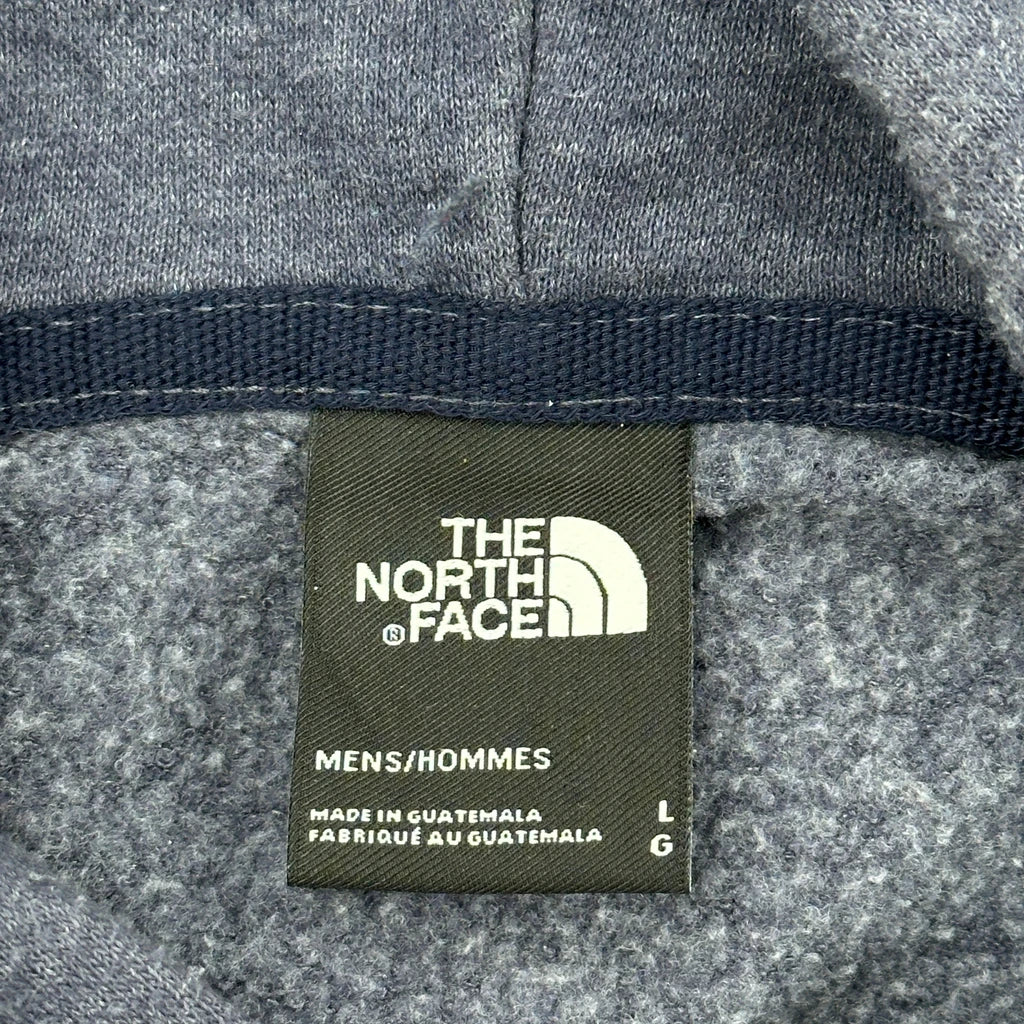 THE
NORTH
®FACE
MENS/HOMMES
MADE IN GUATEMALA
FABRIQUÉ AU GUATEMALA
L
G